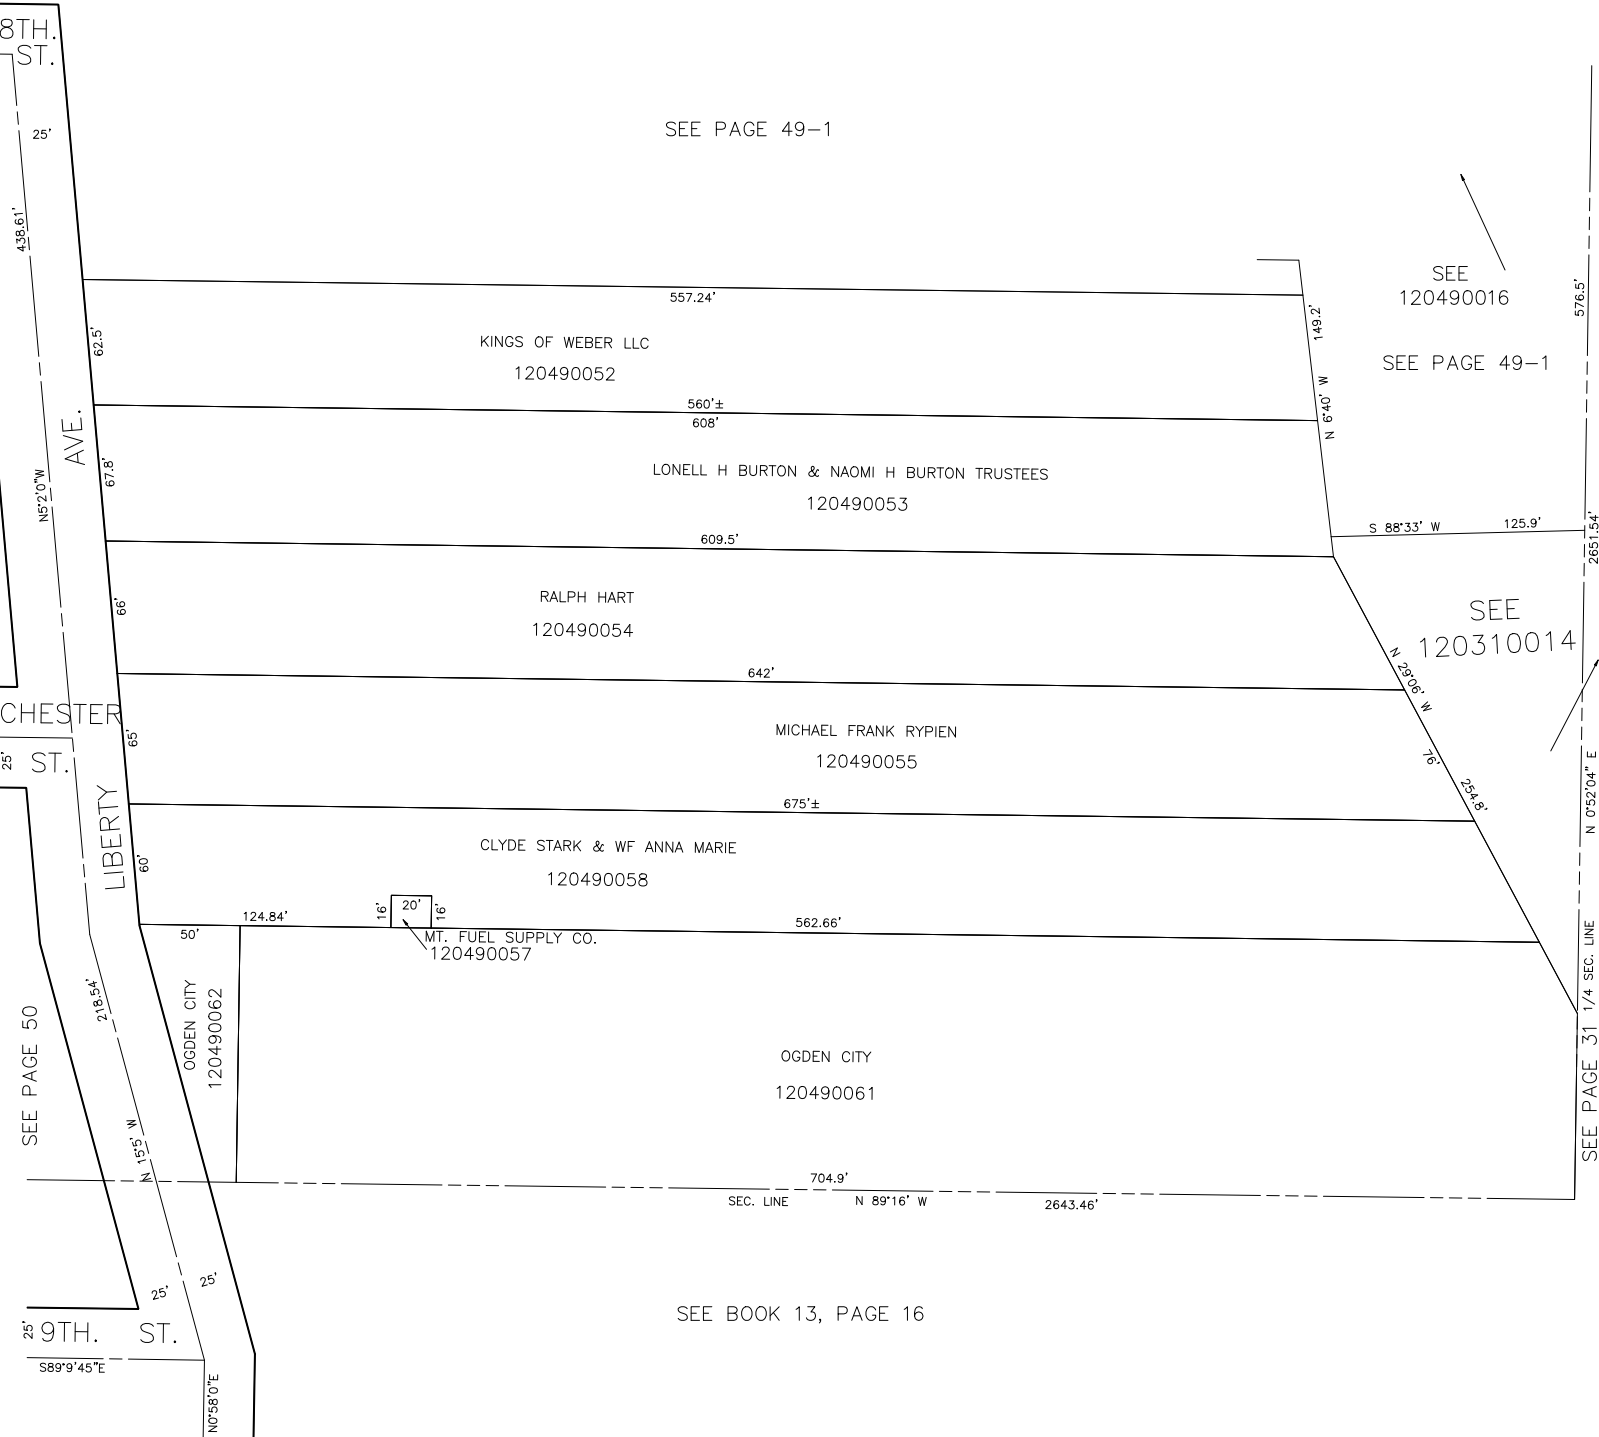 8TH.
ST.
25'
SEE PAGE 49-1
438.61'
557.24'
149.2'
SEE
120490016
576.5'
62.5'
KINGS OF WEBER LLC
120490052
SEE PAGE 49-1
560'±
608'
N 6°40' W
AVE.
67.8'
N5°2'0"W
LONELL H BURTON & NAOMI H BURTON TRUSTEES
120490053
609.5'
S 88°33' W
125.9'
2651.54'
66'
RALPH HART
120490054
SEE
120310014
642'
N 29°06' W
CHESTER
ST.
25'
65'
MICHAEL FRANK RYPIEN
120490055
76'
254.8'
N 0°52'04" E
675'±
LIBERTY
60'
CLYDE STARK & WF ANNA MARIE
120490058
16'
20'
16'
124.84'
562.66'
50'
MT. FUEL SUPPLY CO.
120490057
1/4 SEC. LINE
218.54'
OGDEN CITY
120490062
SEE PAGE 50
OGDEN CITY
120490061
SEE PAGE 31
N 15°5' W
704.9'
SEC. LINE
N 89°16' W
2643.46'
25'
25'
SEE BOOK 13, PAGE 16
25'
9TH. ST.
S89°9'45"E
N0°58'0"E